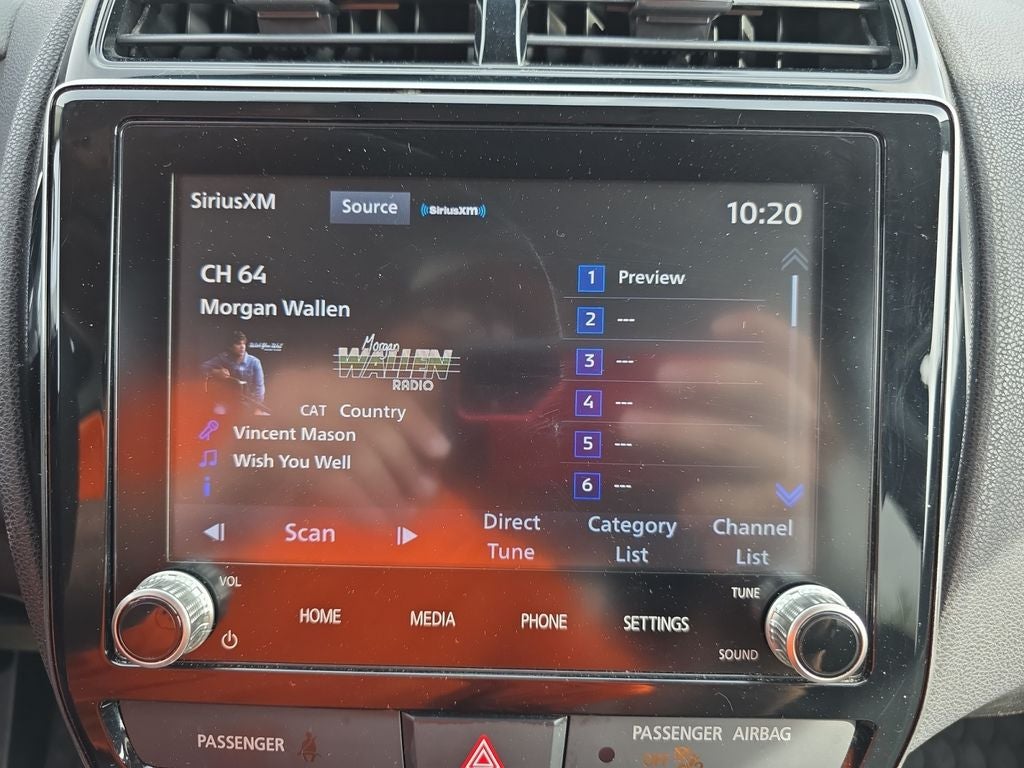 SiriusXM Source SiriusXM 10:20
CH 64
Morgan Wallen
Morgan
WALLEN
RADIO
CAT Country
Vincent Mason
Wish You Well
1 Preview
2 ---
3 ---
4 ---
5 ---
6 ---
Scan
Direct
Tune
Category
List
Channel
List
VOL
HOME
MEDIA
PHONE
SETTINGS
TUNE
SOUND
PASSENGER
PASSENGER AIRBAG
OFF